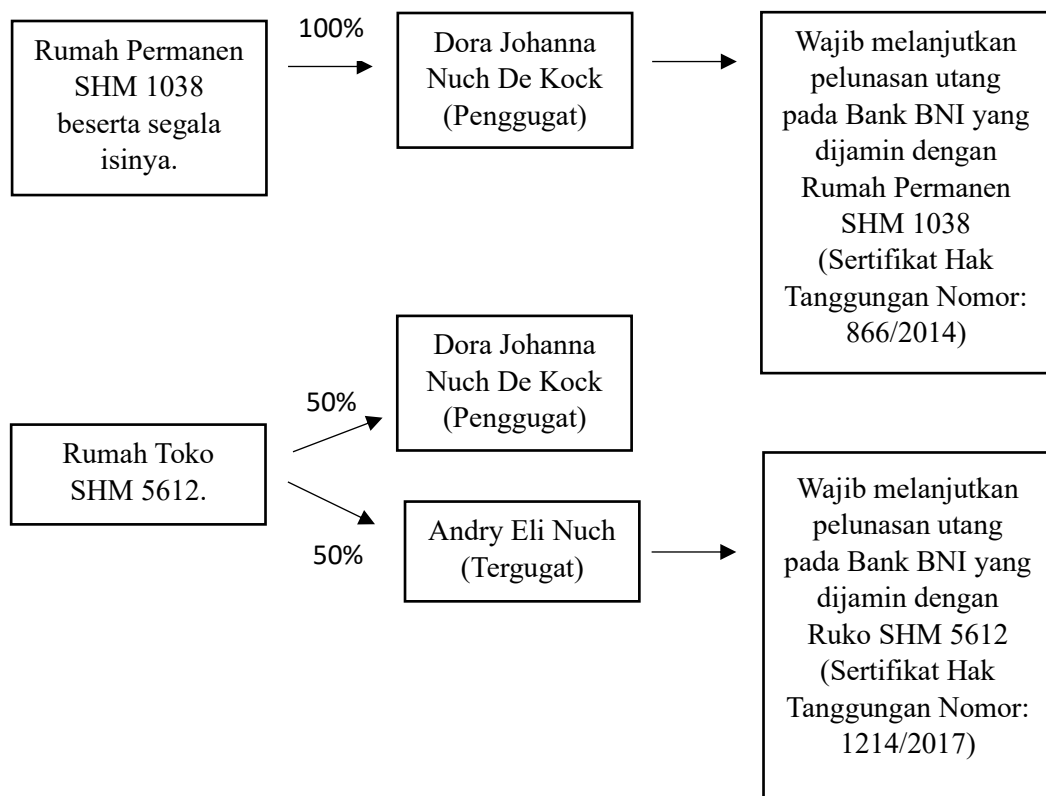 Rumah Permanen
SHM 1038
beserta segala
isinya.
100%
Dora Johanna
Nuch De Kock
(Penggugat)
Wajib melanjutkan
pelunasan utang
pada Bank BNI yang
dijamin dengan
Rumah Permanen
SHM 1038
(Sertifikat Hak
Tanggungan Nomor:
866/2014)
Rumah Toko
SHM 5612.
50%
Dora Johanna
Nuch De Kock
(Penggugat)
50%
Andry Eli Nuch
(Tergugat)
Wajib melanjutkan
pelunasan utang
pada Bank BNI yang
dijamin dengan
Ruko SHM 5612
(Sertifikat Hak
Tanggungan Nomor:
1214/2017)